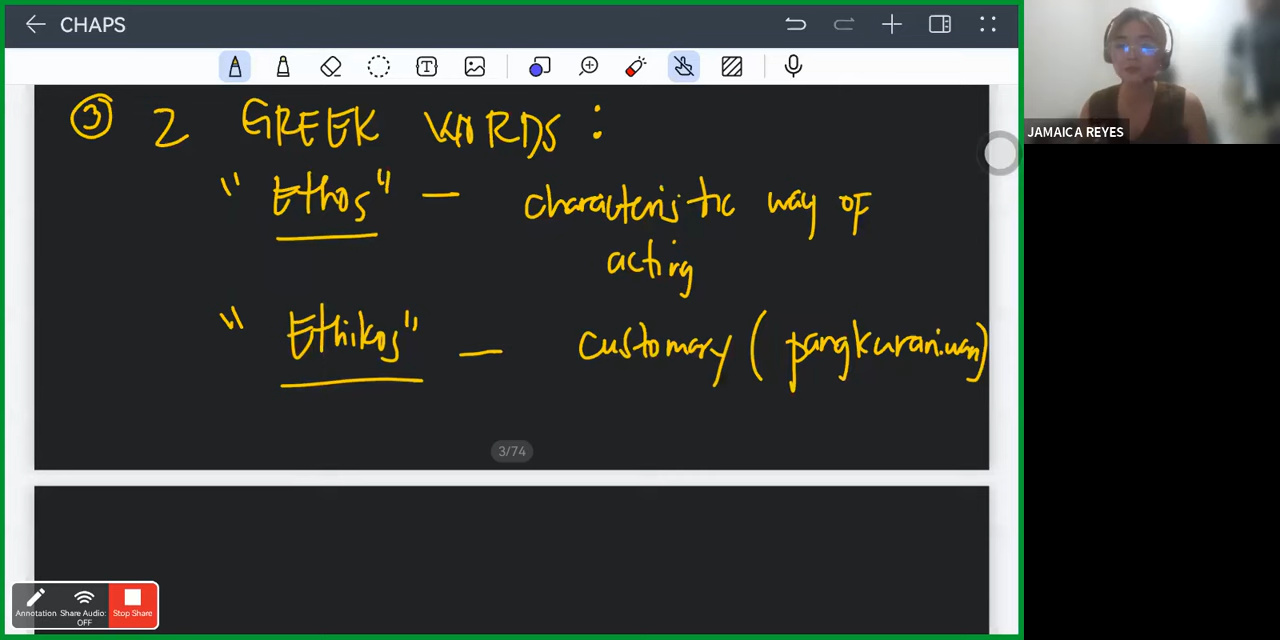 CHAPS
③ 2 GREEK WORDS :
"Ethos" — characteristic way of
acting
"Ethikos" — customary (pangkaraniwan)
3/74
JAMAICA REYES
Annotation
Share Audio:
OFF
Stop Share